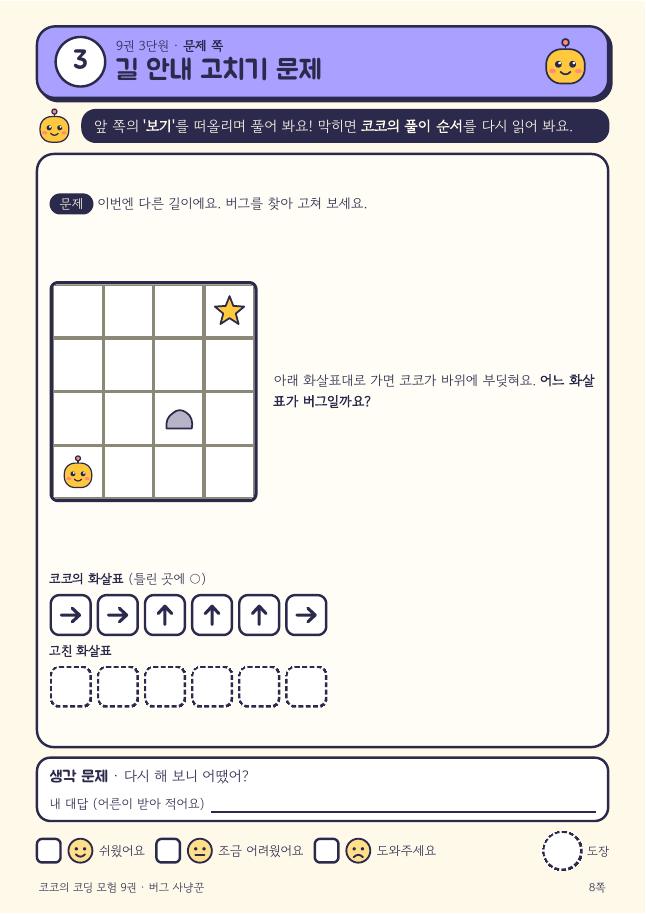 3
9권 3단원 · 문제 쪽
길 안내 고치기 문제
앞 쪽의 '보기'를 떠올리며 풀어 봐요! 막히면 코코의 풀이 순서를 다시 읽어 봐요.
문제 이번엔 다른 길이에요. 버그를 찾아 고쳐 보세요.
아래 화살표대로 가면 코코가 바위에 부딪혀요. 어느 화살
표가 버그일까요?
코코의 화살표 (틀린 곳에 ○)
→ → ↑ ↑ ↑ →
고친 화살표
생각 문제 · 다시 해 보니 어땠어?
내 대답 (어른이 받아 적어요)
쉬웠어요 조금 어려웠어요 도와주세요 도장
코코의 코딩 모험 9권 · 버그 사냥꾼 8쪽